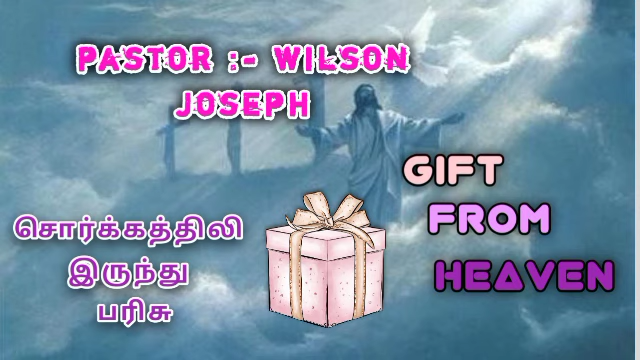 PASTOR :- WILSON
JOSEPH
GIFT
FROM
HEAVEN
சொர்க்கத்திலி
இருந்து
பரிசு